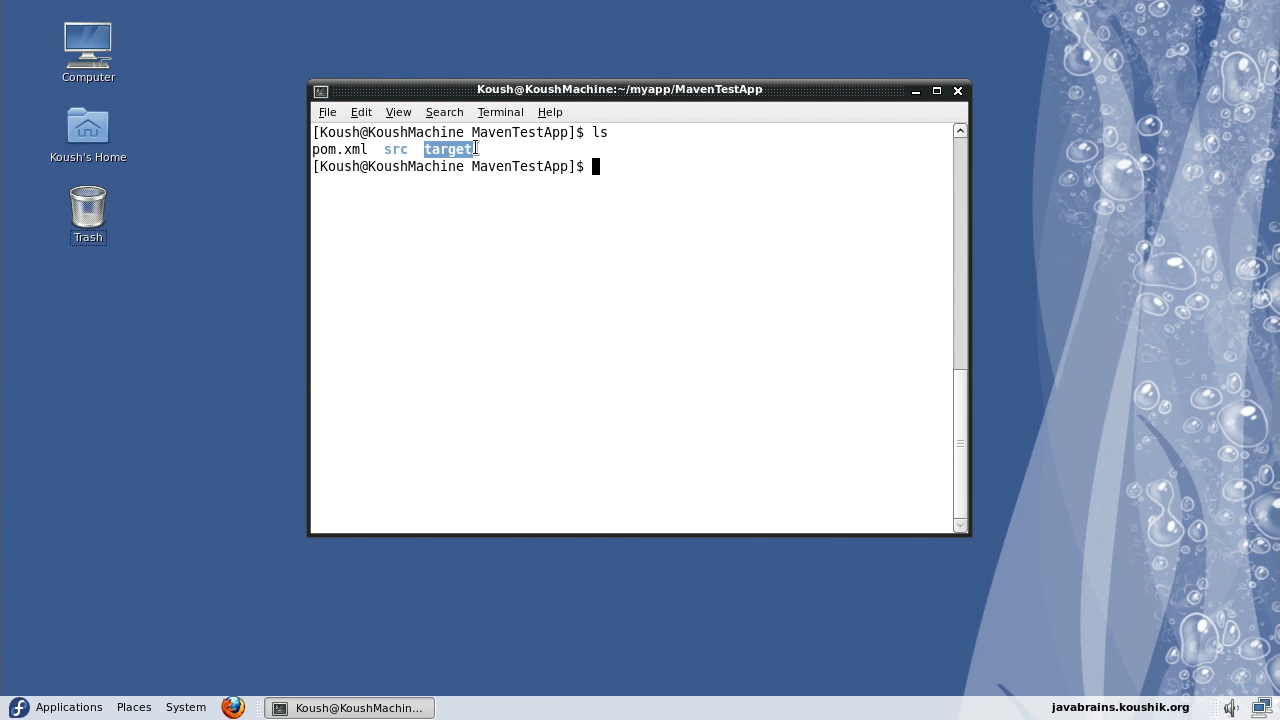 Computer
Koush's Home
Trash
Koush@KoushMachine:~/myapp/MavenTestApp
File Edit View Search Terminal Help
[Koush@KoushMachine MavenTestApp]$ ls
pom.xml src target
[Koush@KoushMachine MavenTestApp]$
Applications Places System Koush@KoushMachin... javabrains.koushik.org